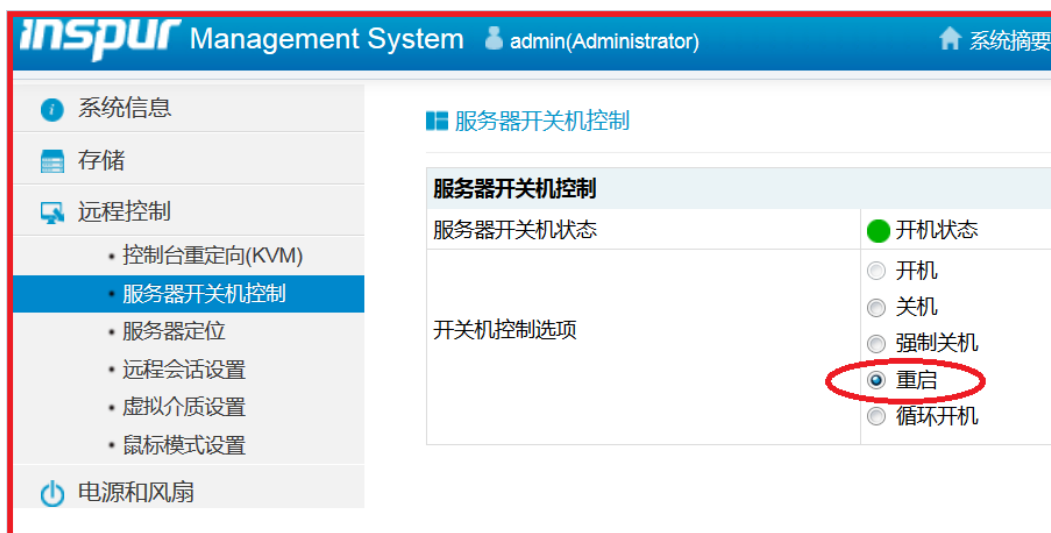 inspur Management System admin(Administrator) 系统摘要
系统信息
存储
远程控制
• 控制台重定向(KVM)
• 服务器开关机控制
• 服务器定位
• 远程会话设置
• 虚拟介质设置
• 鼠标模式设置
电源和风扇
服务器开关机控制
服务器开关机控制
服务器开关机状态 开机状态
开关机控制选项
开机
关机
强制关机
重启
循环开机